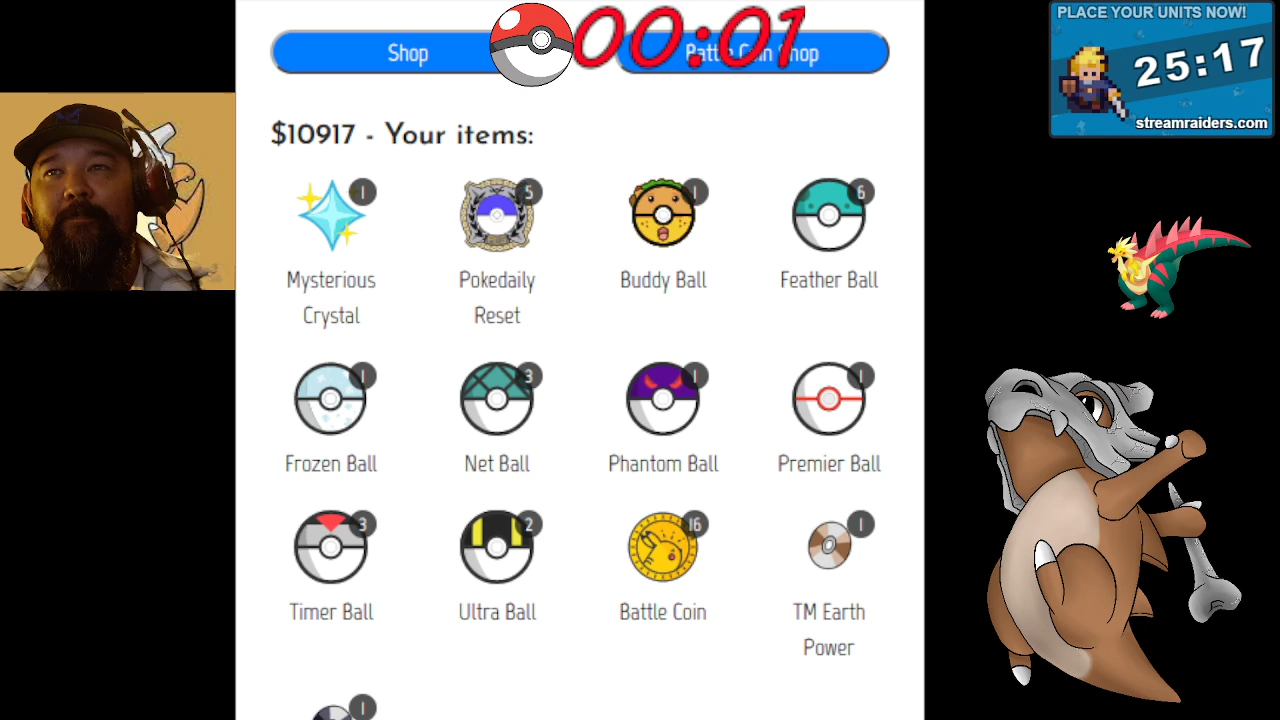 PLACE YOUR UNITS NOW!
00:01
Shop
Battle Coin Shop
25:17
streamraiders.com
$10917 - Your items:
1
5
1
6
Mysterious
Crystal
Pokedaily
Reset
Buddy Ball
Feather Ball
1
3
1
1
Frozen Ball
Net Ball
Phantom Ball
Premier Ball
3
2
16
1
Timer Ball
Ultra Ball
Battle Coin
TM Earth
Power
1